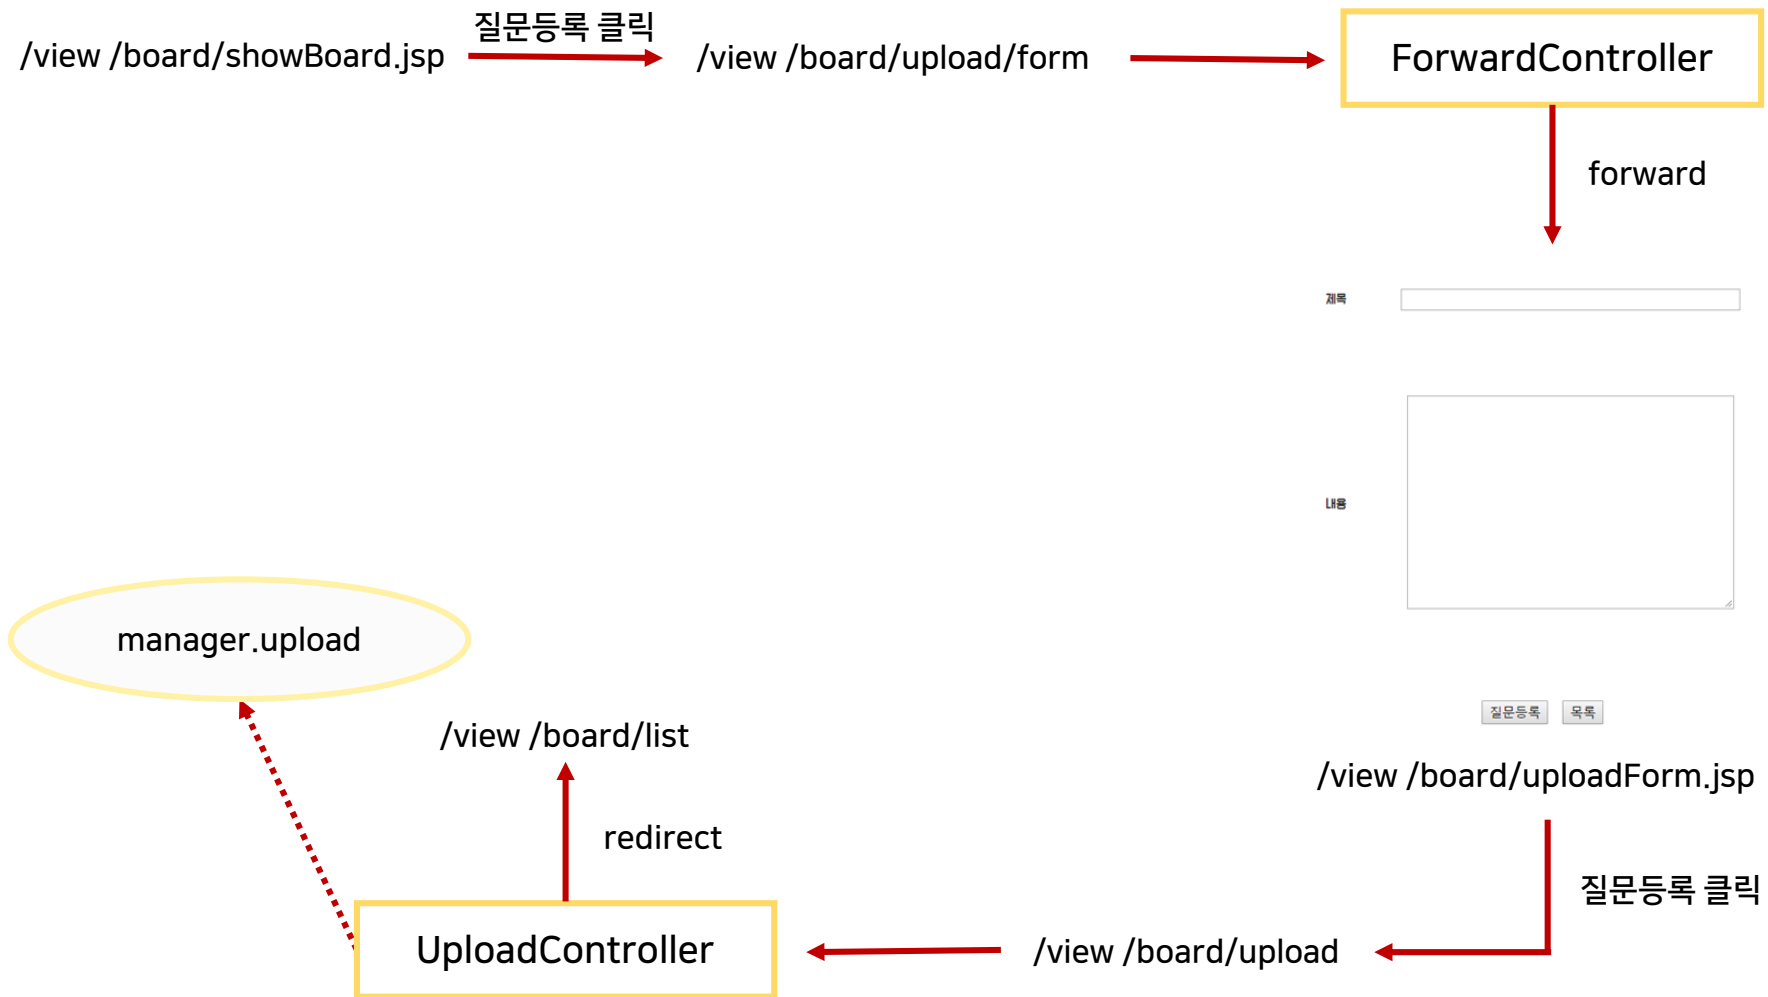 질문등록 클릭
/view /board/showBoard.jsp
/view /board/upload/form
ForwardController
forward
제목
내용
질문등록 목록
/view /board/uploadForm.jsp
질문등록 클릭
/view /board/upload
UploadController
redirect
/view /board/list
manager.upload